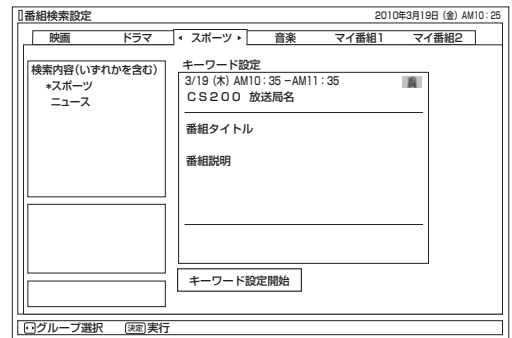 番組検索設定 2010年3月19日（金）AM10：25
映画 ドラマ スポーツ 音楽 マイ番組1 マイ番組2
検索内容（いずれかを含む）
*スポーツ
ニュース
キーワード設定
3/19（木）AM10：35－AM11：35
ＣＳ２００ 放送局名
番組タイトル
番組説明
キーワード設定開始
グループ選択 決定 実行